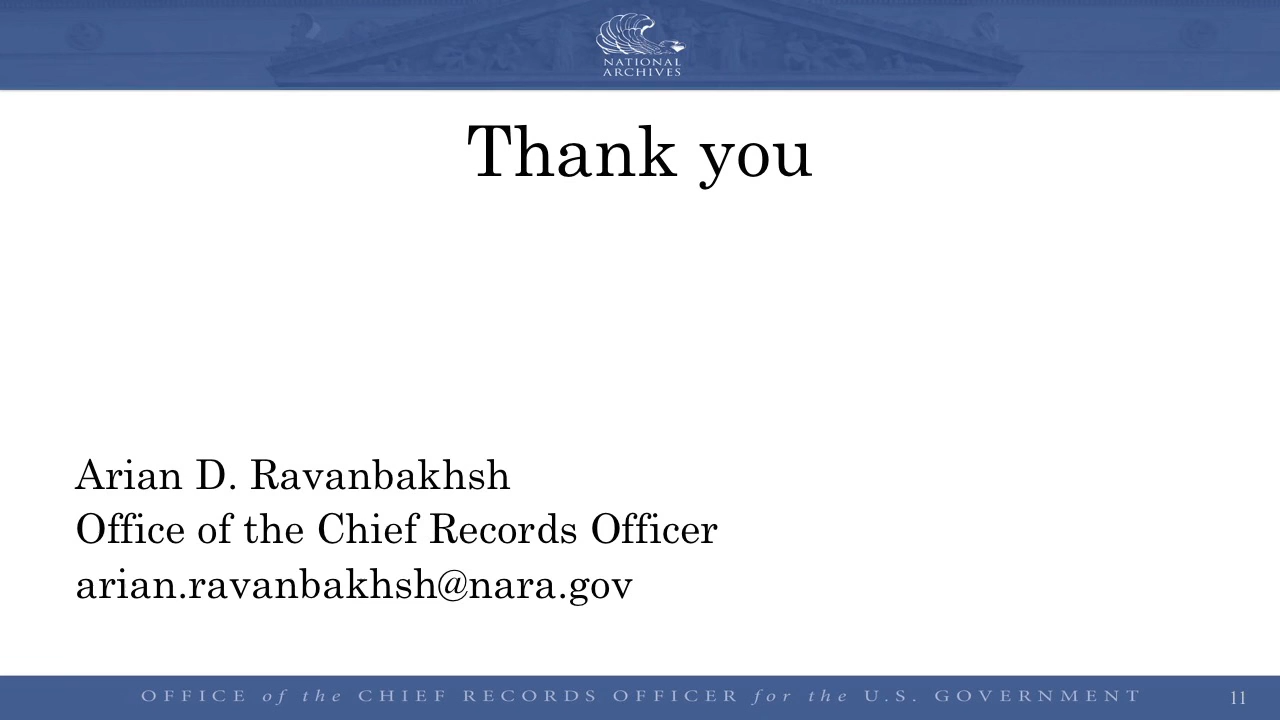 NATIONAL
ARCHIVES
Thank you
Arian D. Ravanbakhsh
Office of the Chief Records Officer
arian.ravanbakhsh@nara.gov
OFFICE of the CHIEF RECORDS OFFICER for the U.S. GOVERNMENT
11